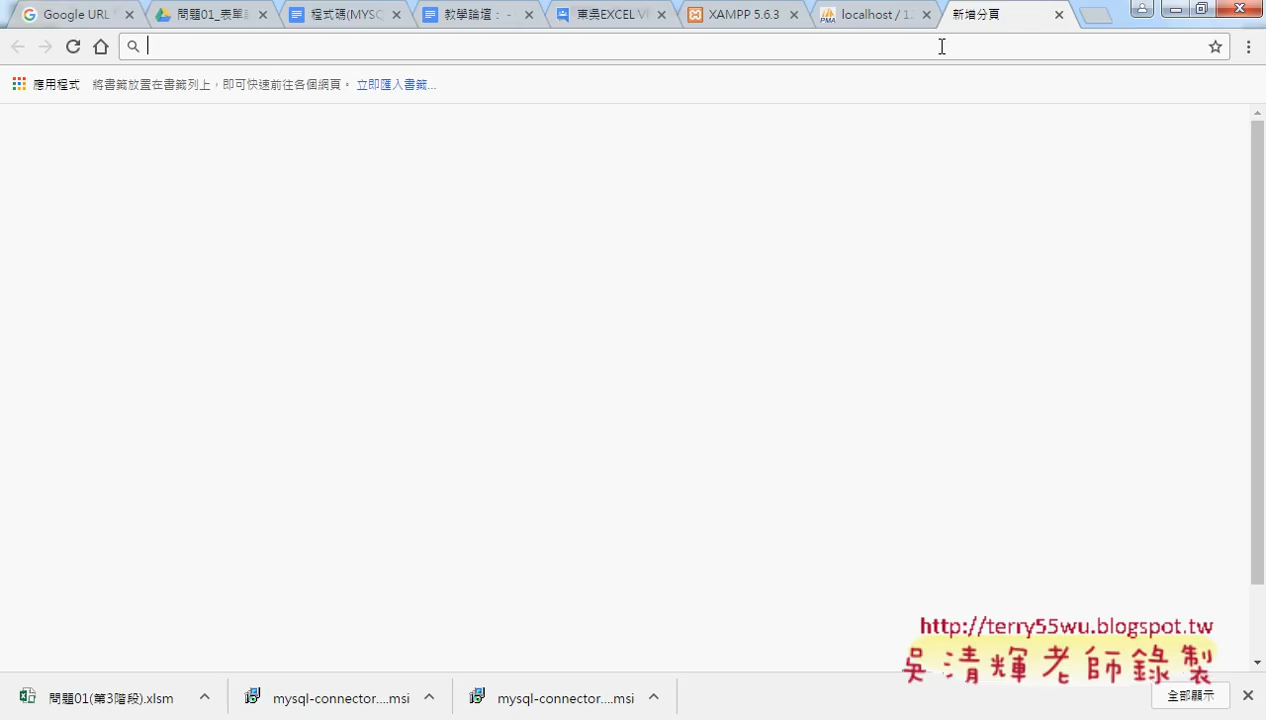 Google URL
問題01_表單
程式碼(MYSQ
教學論壇： -
東吳EXCEL V
XAMPP 5.6.3
localhost / 12
新增分頁
應用程式
將書籤放置在書籤列上，即可快速前往各個網頁。
立即匯入書籤...
http://terry55wu.blogspot.tw
吳清輝老師錄製
問題01(第3階段).xlsm
mysql-connector....msi
mysql-connector....msi
全部顯示